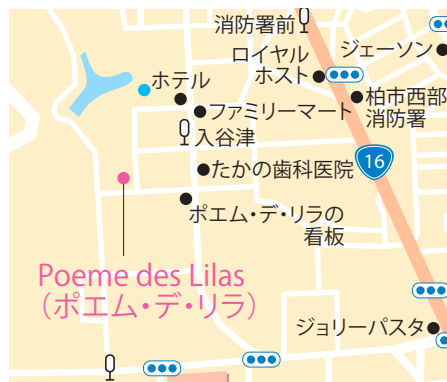 消防署前
ロイヤル
ホスト
ジェーソン
ホテル
ファミリーマート
柏市西部
消防署
入谷津
16
たかの歯科医院
ポエム・デ・リラの
看板
Poeme des Lilas
（ポエム・デ・リラ）
ジョリーパスタ